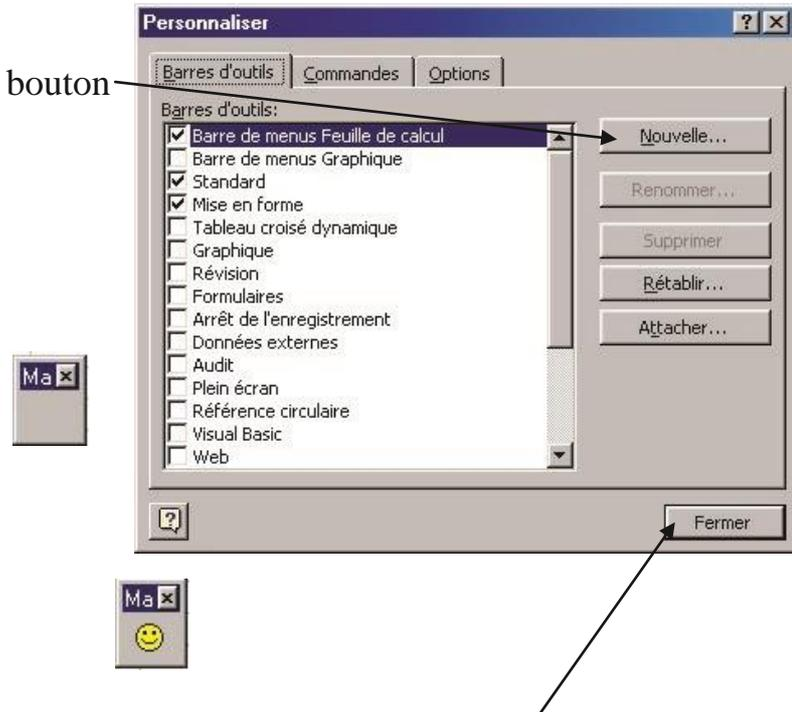 Personnaliser
Barres d'outils Commandes Options
bouton
Barres d'outils:
Barre de menus Feuille de calcul
Nouvelle...
Barre de menus Graphique
Standard
Renommer...
Mise en forme
Tableau croisé dynamique
Supprimer
Graphique
Révision
Rétablir...
Formulaires
Arrêt de l'enregistrement
Attacher...
Données externes
Audit
Ma
Plein écran
Référence circulaire
Visual Basic
Web
Fermer
Ma